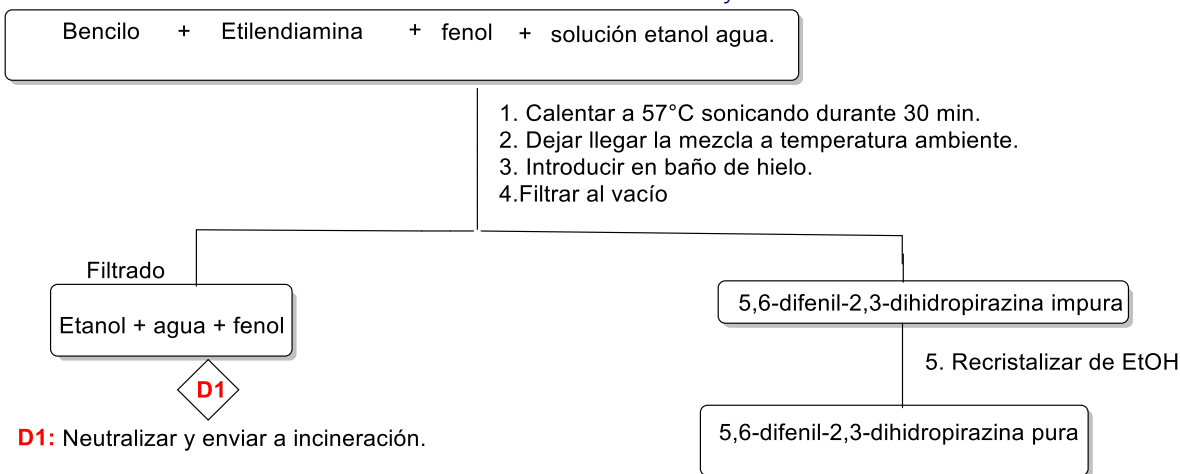 Bencilo + Etilendiamina + fenol + solución etanol agua.
1. Calentar a 57°C sonicando durante 30 min.
2. Dejar llegar la mezcla a temperatura ambiente.
3. Introducir en baño de hielo.
4.Filtrar al vacío
Filtrado
Etanol + agua + fenol
D1
D1: Neutralizar y enviar a incineración.
5,6-difenil-2,3-dihidropirazina impura
5. Recristalizar de EtOH
5,6-difenil-2,3-dihidropirazina pura